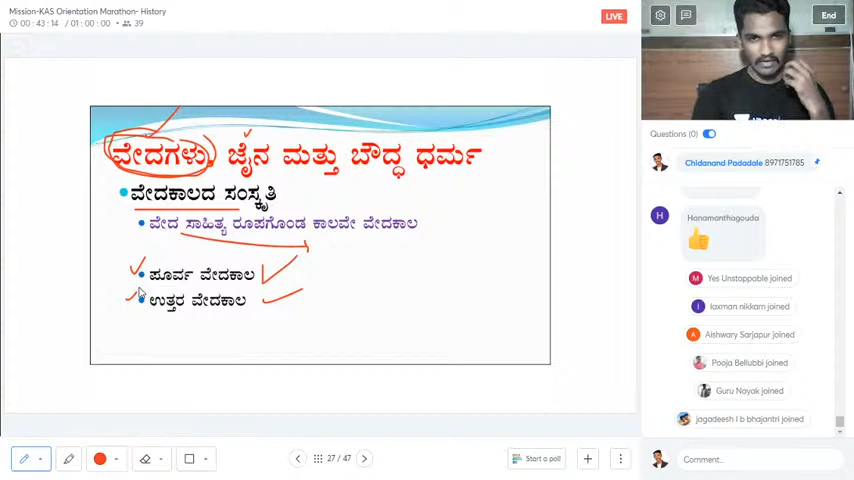 Mission-KAS Orientation Marathon- History
00 : 43 : 14 / 01 : 00 : 00 • 39
LIVE
End
ವೇದಗಳು, ಜೈನ ಮತ್ತು ಬೌದ್ಧ ಧರ್ಮ
•ವೇದಕಾಲದ ಸಂಸ್ಕೃತಿ
• ವೇದ ಸಾಹಿತ್ಯ ರೂಪಗೊಂಡ ಕಾಲವೇ ವೇದಕಾಲ
• ಪೂರ್ವ ವೇದಕಾಲ
• ಉತ್ತರ ವೇದಕಾಲ
27 / 47
Start a poll!
Questions (0)
Chidanand Padadale 8971751785
H
Hanamanthagouda
M Yes Unstoppable joined
l laxman nikkam joined
A Aishwary Sarjapur joined
Pooja Bellubbi joined
Guru Nayak joined
jagadeesh l b bhajantri joined
Comment...